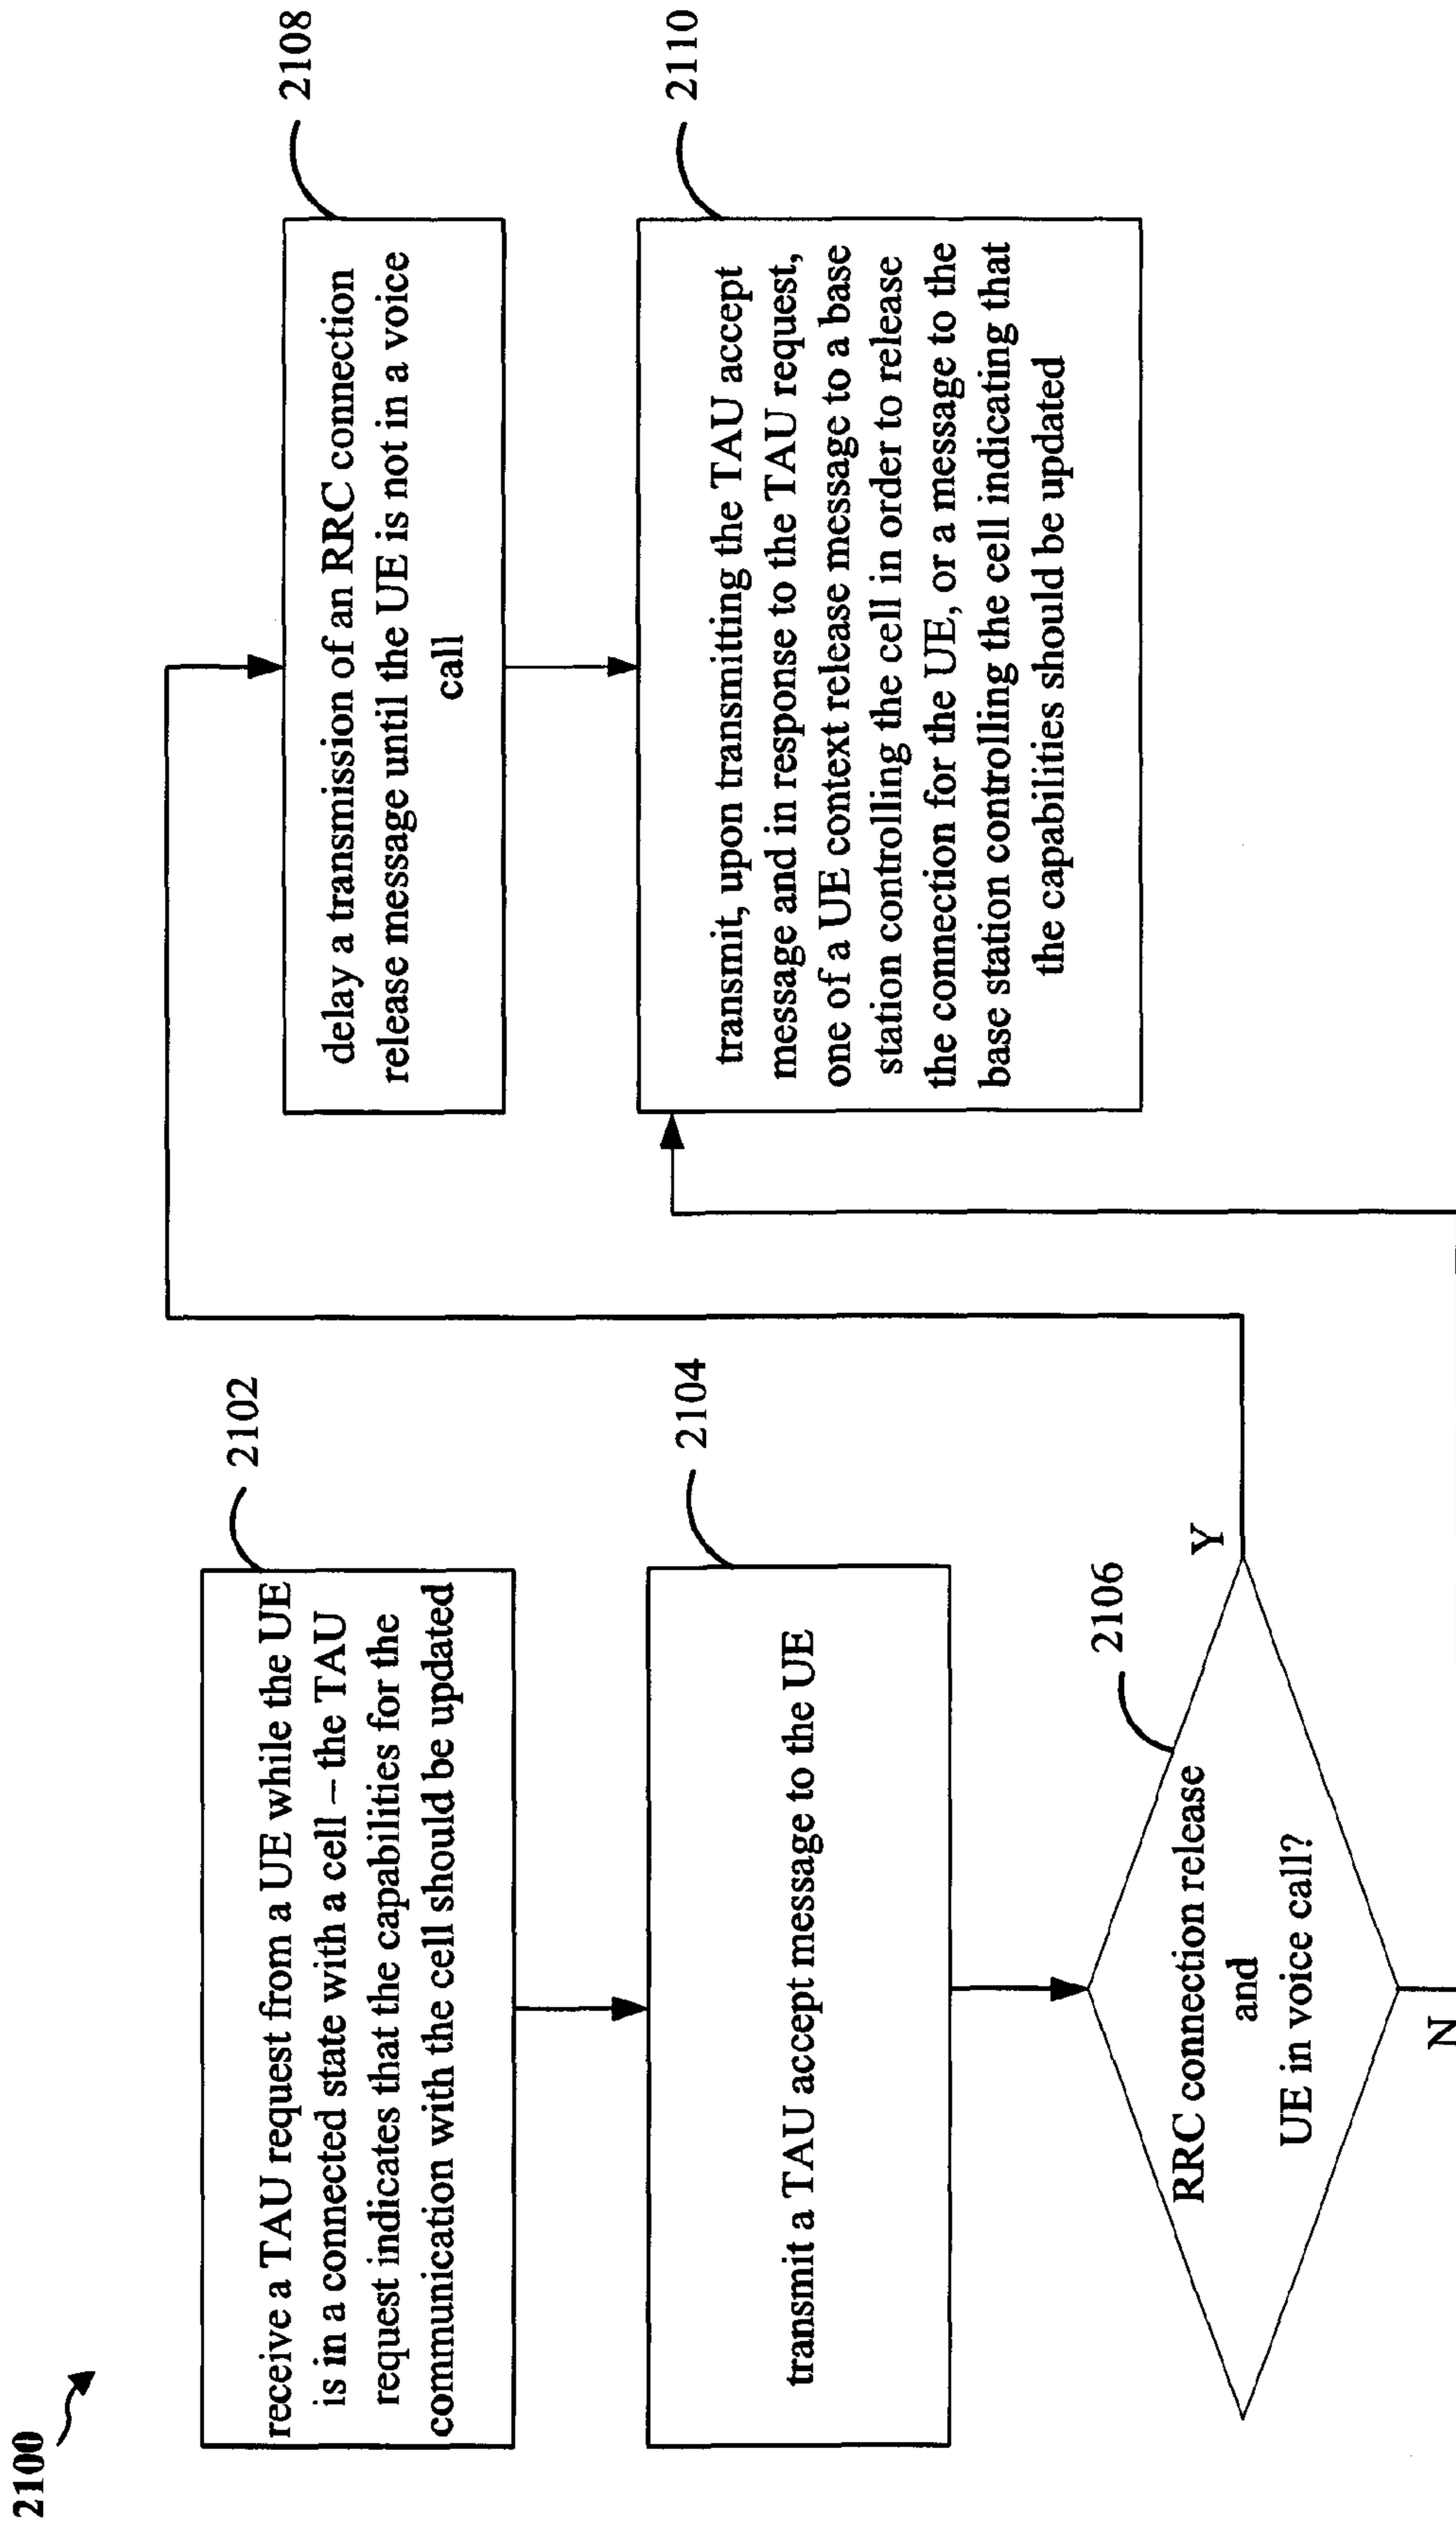 2100
2102
receive a TAU request from a UE while the UE
is in a connected state with a cell – the TAU
request indicates that the capabilities for the
communication with the cell should be updated
2104
transmit a TAU accept message to the UE
2106
RRC connection release
and
UE in voice call?
Y
N
2108
delay a transmission of an RRC connection
release message until the UE is not in a voice
call
2110
transmit, upon transmitting the TAU accept
message and in response to the TAU request,
one of a UE context release message to a base
station controlling the cell in order to release
the connection for the UE, or a message to the
base station controlling the cell indicating that
the capabilities should be updated